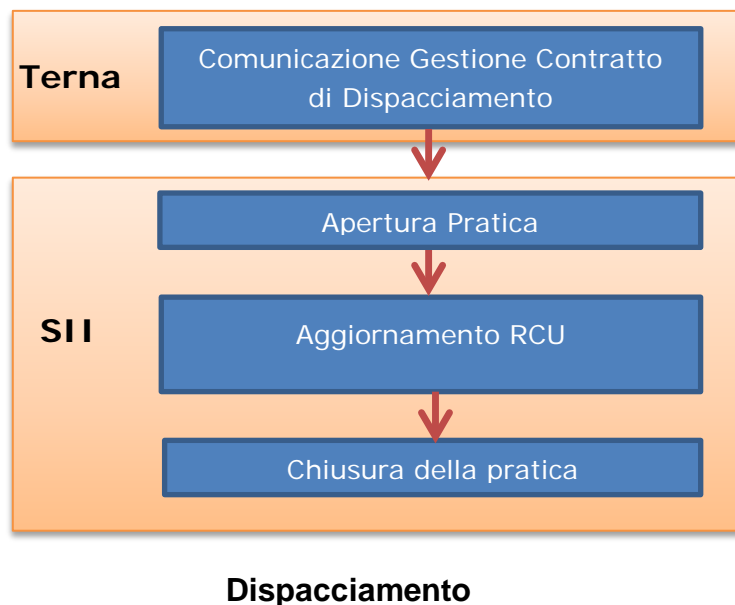 Terna
Comunicazione Gestione Contratto
di Dispacciamento
SII
Apertura Pratica
Aggiornamento RCU
Chiusura della pratica
Dispacciamento